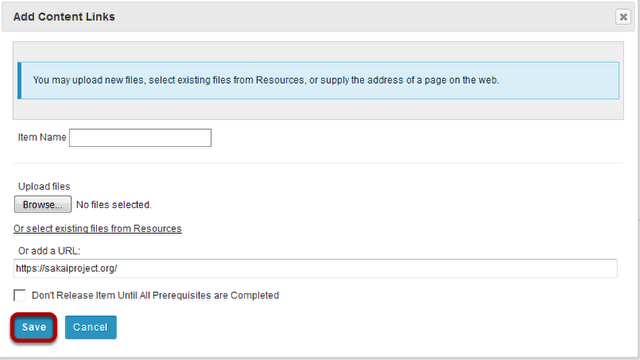 Add Content Links
You may upload new files, select existing files from Resources, or supply the address of a page on the web.
Item Name
Upload files
Browse... No files selected.
Or select existing files from Resources
Or add a URL:
https://sakaiproject.org/
Don't Release Item Until All Prerequisites are Completed
Save Cancel